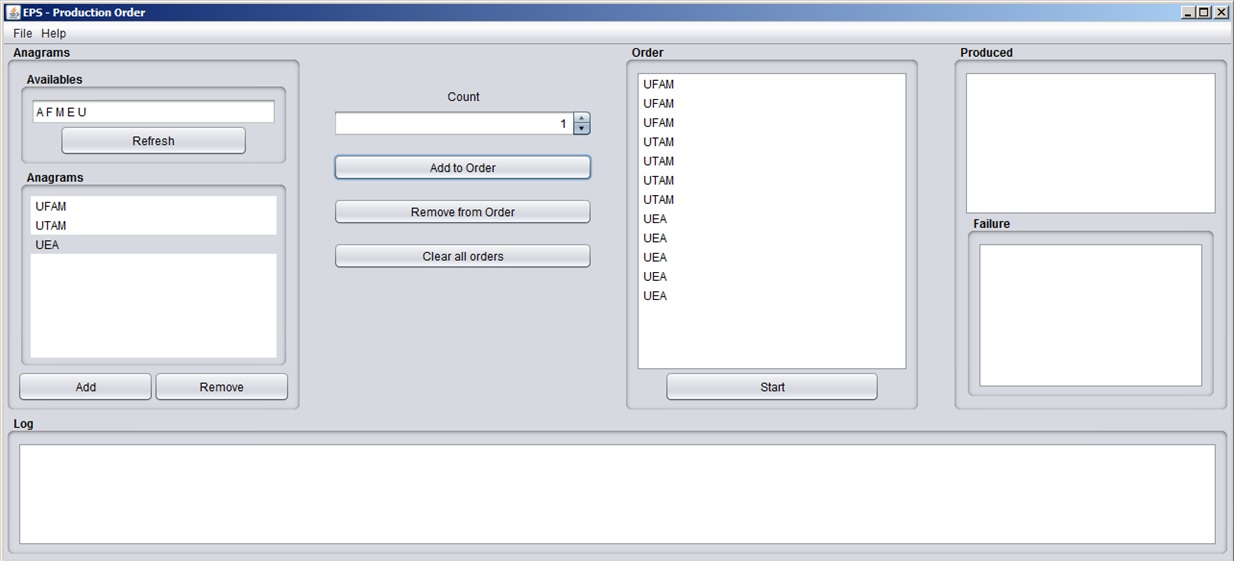 EPS - Production Order
File Help
Anagrams
Availables
A F M E U
Refresh
Anagrams
UFAM
UTAM
UEA
Add Remove
Count
1
Add to Order
Remove from Order
Clear all orders
Order
UFAM
UFAM
UFAM
UTAM
UTAM
UTAM
UTAM
UEA
UEA
UEA
UEA
UEA
Start
Produced
Failure
Log